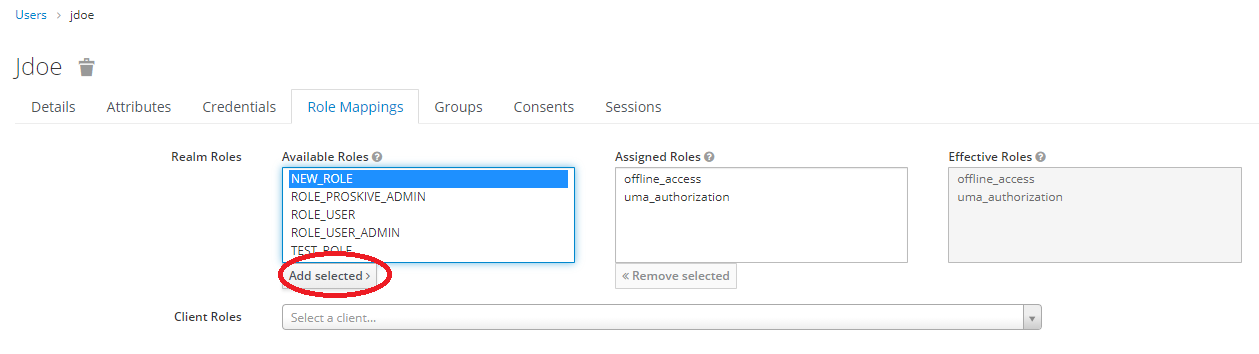 Users > jdoe
Jdoe
Details Attributes Credentials Role Mappings Groups Consents Sessions
Realm Roles Available Roles Assigned Roles Effective Roles
NEW_ROLE offline_access offline_access
ROLE_PROSKIVE_ADMIN uma_authorization uma_authorization
ROLE_USER
ROLE_USER_ADMIN
TEST_ROLE
Add selected > « Remove selected
Client Roles Select a client...